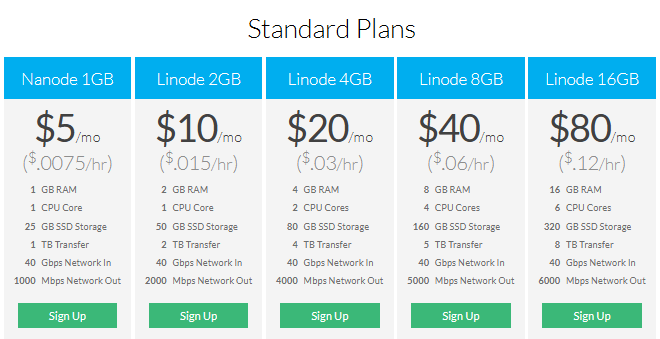 Standard Plans
Nanode 1GB
$5/mo
($.0075/hr)
1 GB RAM
1 CPU Core
25 GB SSD Storage
1 TB Transfer
40 Gbps Network In
1000 Mbps Network Out
Sign Up
Linode 2GB
$10/mo
($.015/hr)
2 GB RAM
1 CPU Core
50 GB SSD Storage
2 TB Transfer
40 Gbps Network In
2000 Mbps Network Out
Sign Up
Linode 4GB
$20/mo
($.03/hr)
4 GB RAM
2 CPU Cores
80 GB SSD Storage
4 TB Transfer
40 Gbps Network In
4000 Mbps Network Out
Sign Up
Linode 8GB
$40/mo
($.06/hr)
8 GB RAM
4 CPU Cores
160 GB SSD Storage
5 TB Transfer
40 Gbps Network In
5000 Mbps Network Out
Sign Up
Linode 16GB
$80/mo
($.12/hr)
16 GB RAM
6 CPU Cores
320 GB SSD Storage
8 TB Transfer
40 Gbps Network In
6000 Mbps Network Out
Sign Up